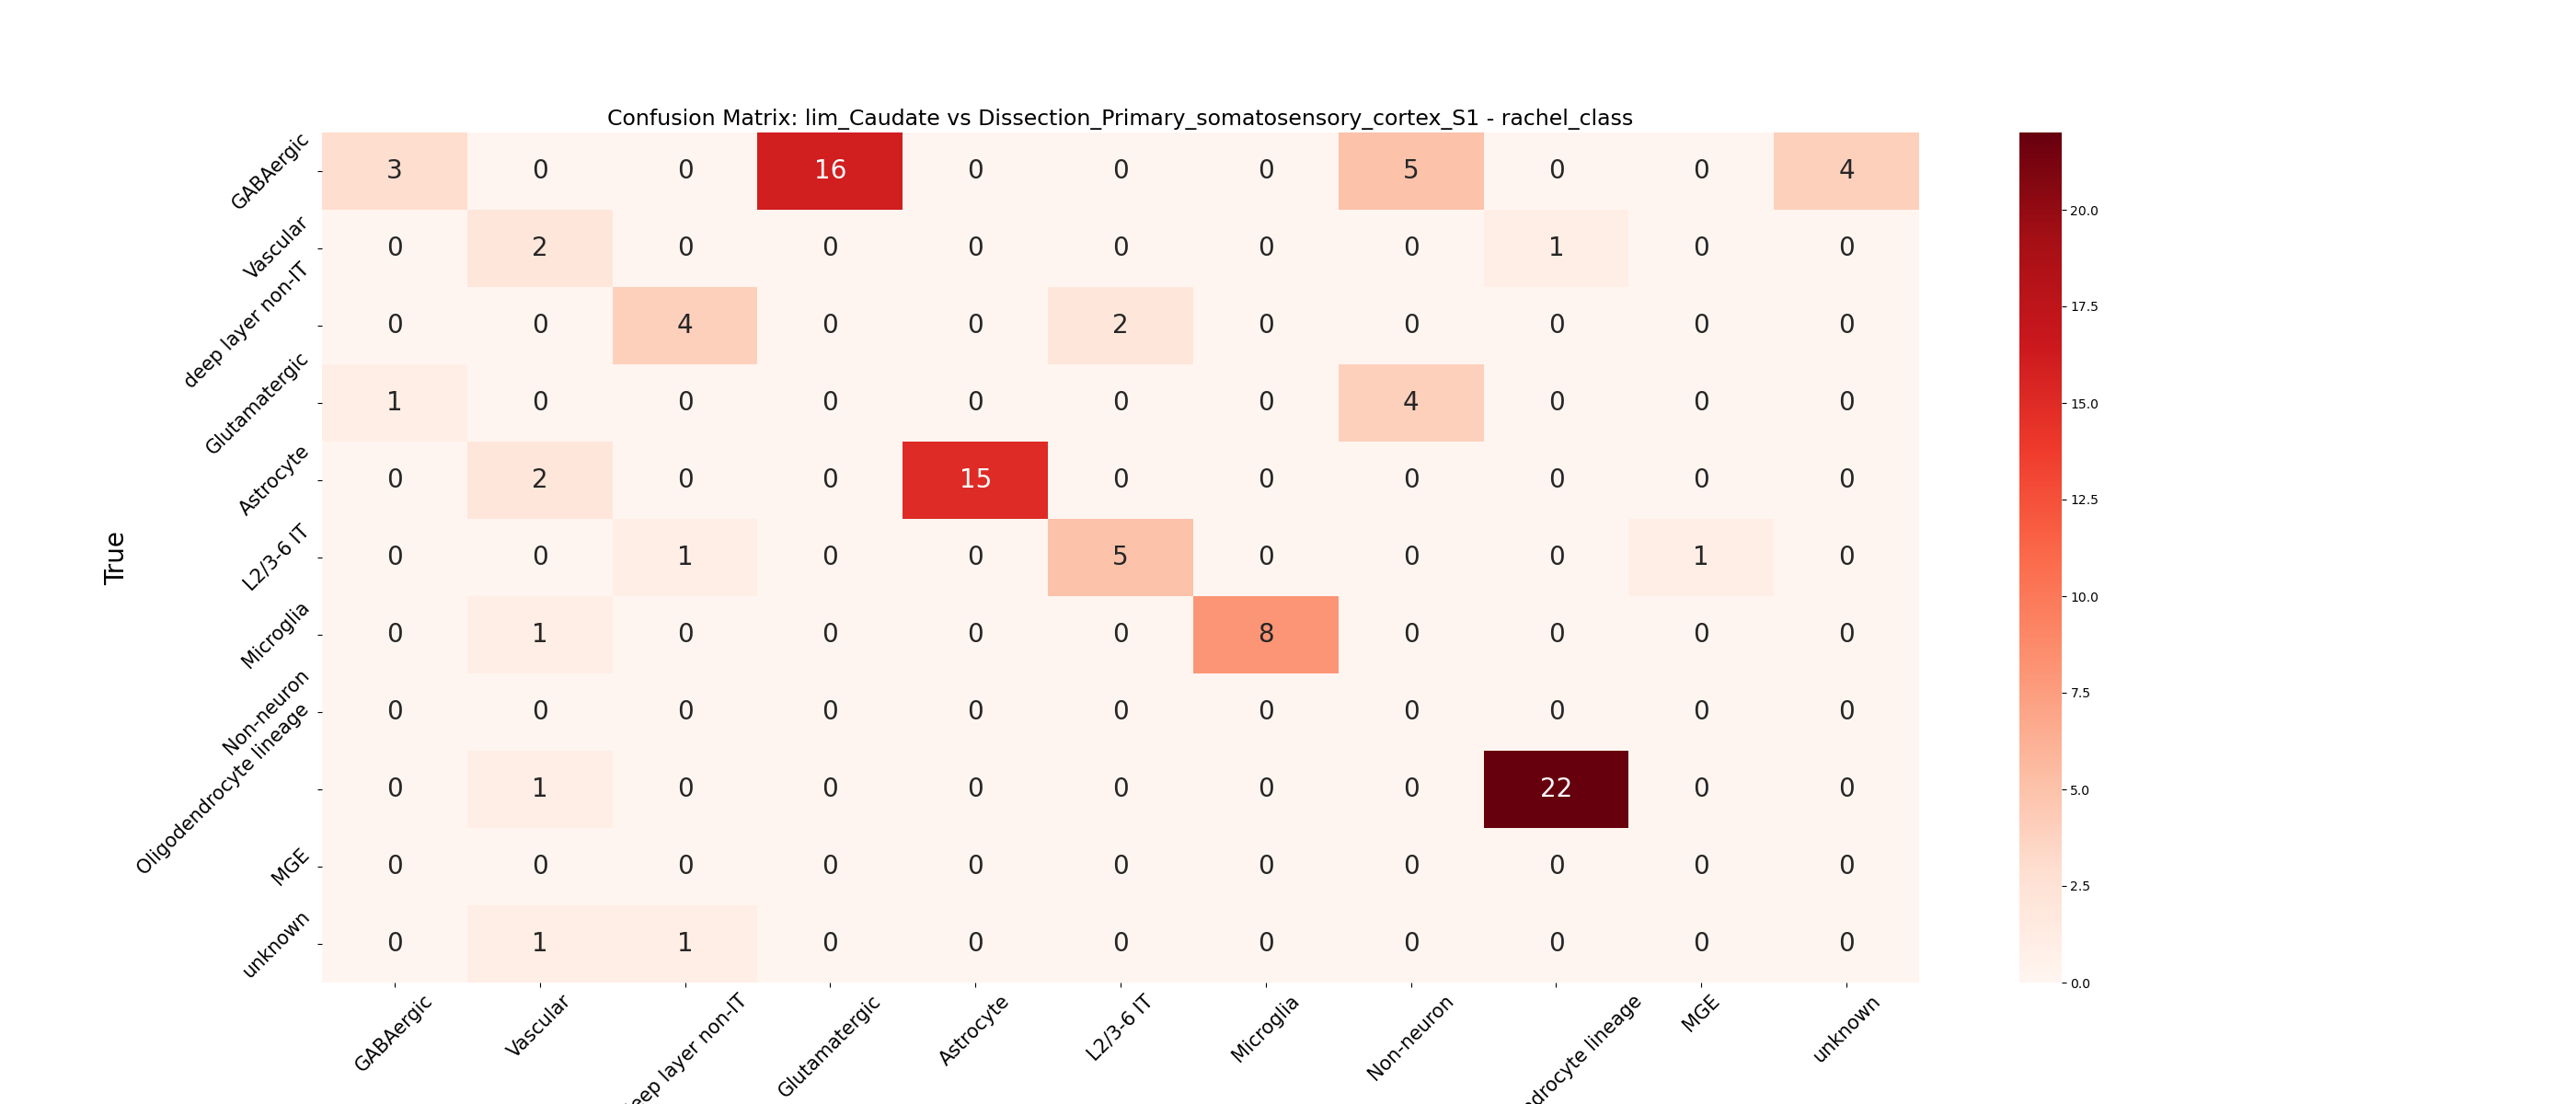 Confusion Matrix: lim_Caudate vs Dissection_Primary_somatosensory_cortex_S1 - rachel_class
True
GABAergic 3 0 0 16 0 0 0 5 0 0 4
Vascular 0 2 0 0 0 0 0 0 1 0 0
deep layer non-IT 0 0 4 0 0 2 0 0 0 0 0
Glutamatergic 1 0 0 0 0 0 0 4 0 0 0
Astrocyte 0 2 0 0 15 0 0 0 0 0 0
L2/3-6 IT 0 0 1 0 0 5 0 0 0 1 0
Microglia 0 1 0 0 0 0 8 0 0 0 0
Non-neuron 0 0 0 0 0 0 0 0 0 0 0
Oligodendrocyte lineage 0 1 0 0 0 0 0 0 22 0 0
MGE 0 0 0 0 0 0 0 0 0 0 0
unknown 0 1 1 0 0 0 0 0 0 0 0
GABAergic
Vascular
layer non-IT
Glutamatergic
Astrocyte
L2/3-6 IT
Microglia
Non-neuron
lineage
MGE
unknown
20.0
17.5
15.0
12.5
10.0
7.5
5.0
2.5
0.0